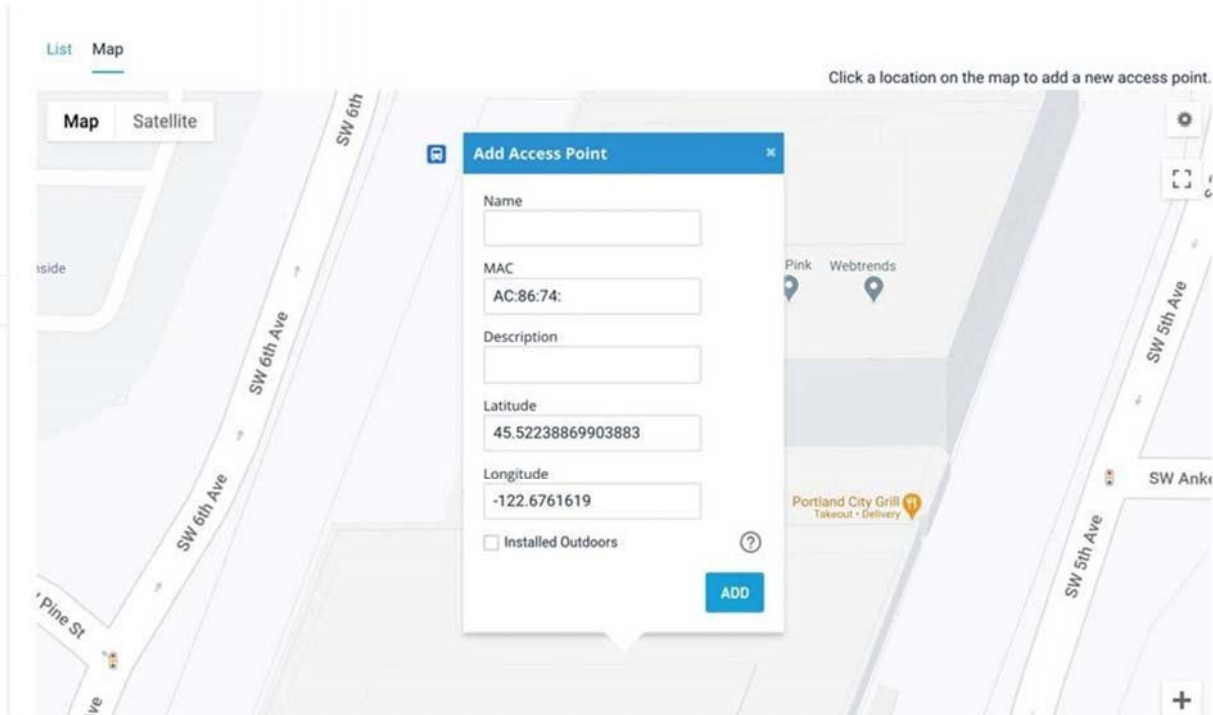 List Map
Click a location on the map to add a new access point.
Map Satellite
SW 6th
Add Access Point
Name
MAC
AC:86:74:
Description
Latitude
45.52238869903883
Longitude
-122.6761619
Installed Outdoors
ADD
nside
Pink Webtrends
SW 6th Ave
SW 5th Ave
Portland City Grill
Takeout • Delivery
SW Anke
SW 6th Ave
SW 5th Ave
Pine St
ve